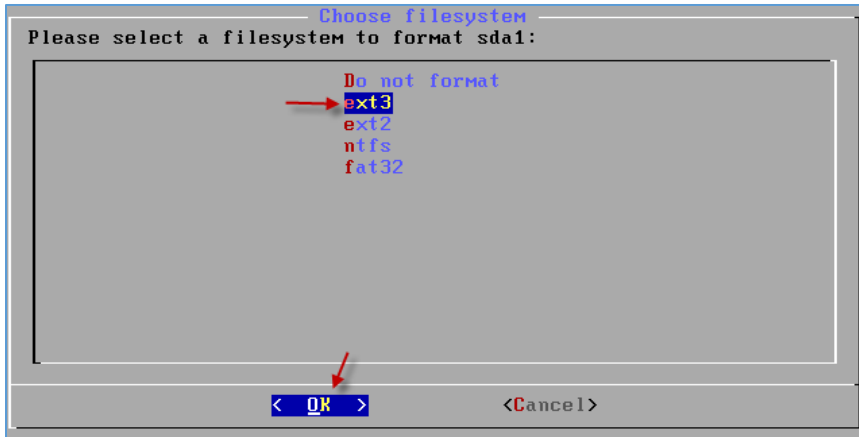 Choose filesystem
Please select a filesystem to format sda1:
Do not format
ext3
ext2
ntfs
fat32
< OK > <Cancel>